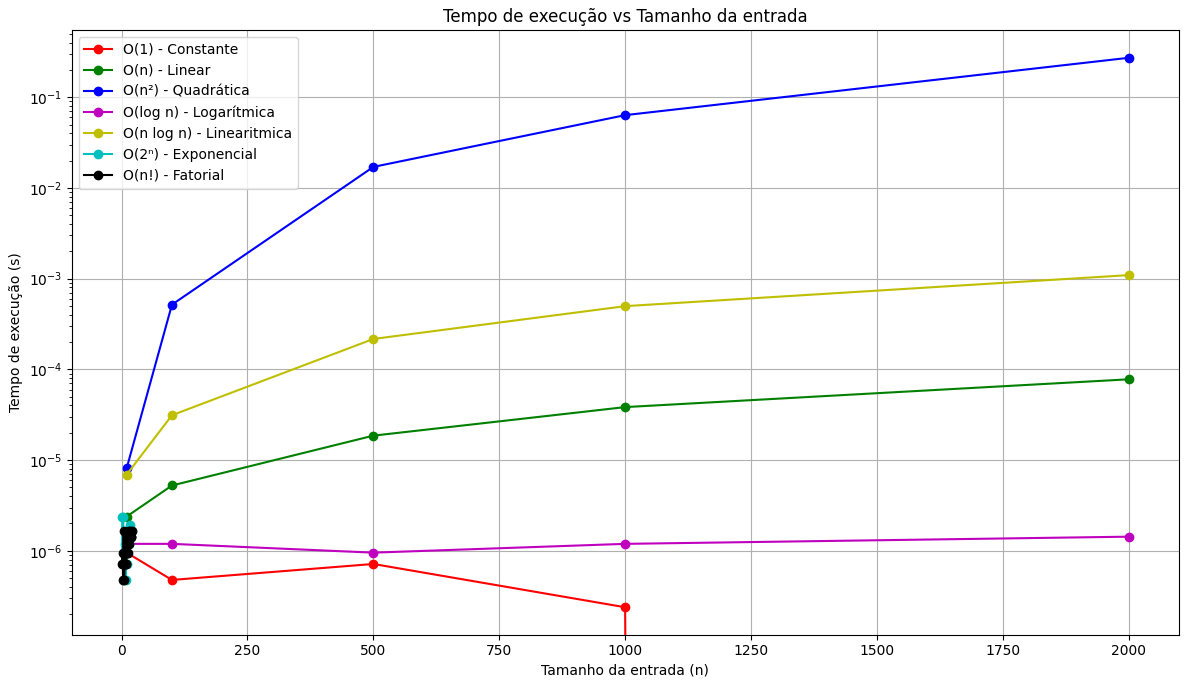 Tempo de execução vs Tamanho da entrada
O(1) - Constante
O(n) - Linear
O(n²) - Quadrática
O(log n) - Logarítmica
O(n log n) - Linearitmica
O(2ⁿ) - Exponencial
O(n!) - Fatorial
Tempo de execução (s)
10⁻¹
10⁻²
10⁻³
10⁻⁴
10⁻⁵
10⁻⁶
0 250 500 750 1000 1250 1500 1750 2000
Tamanho da entrada (n)